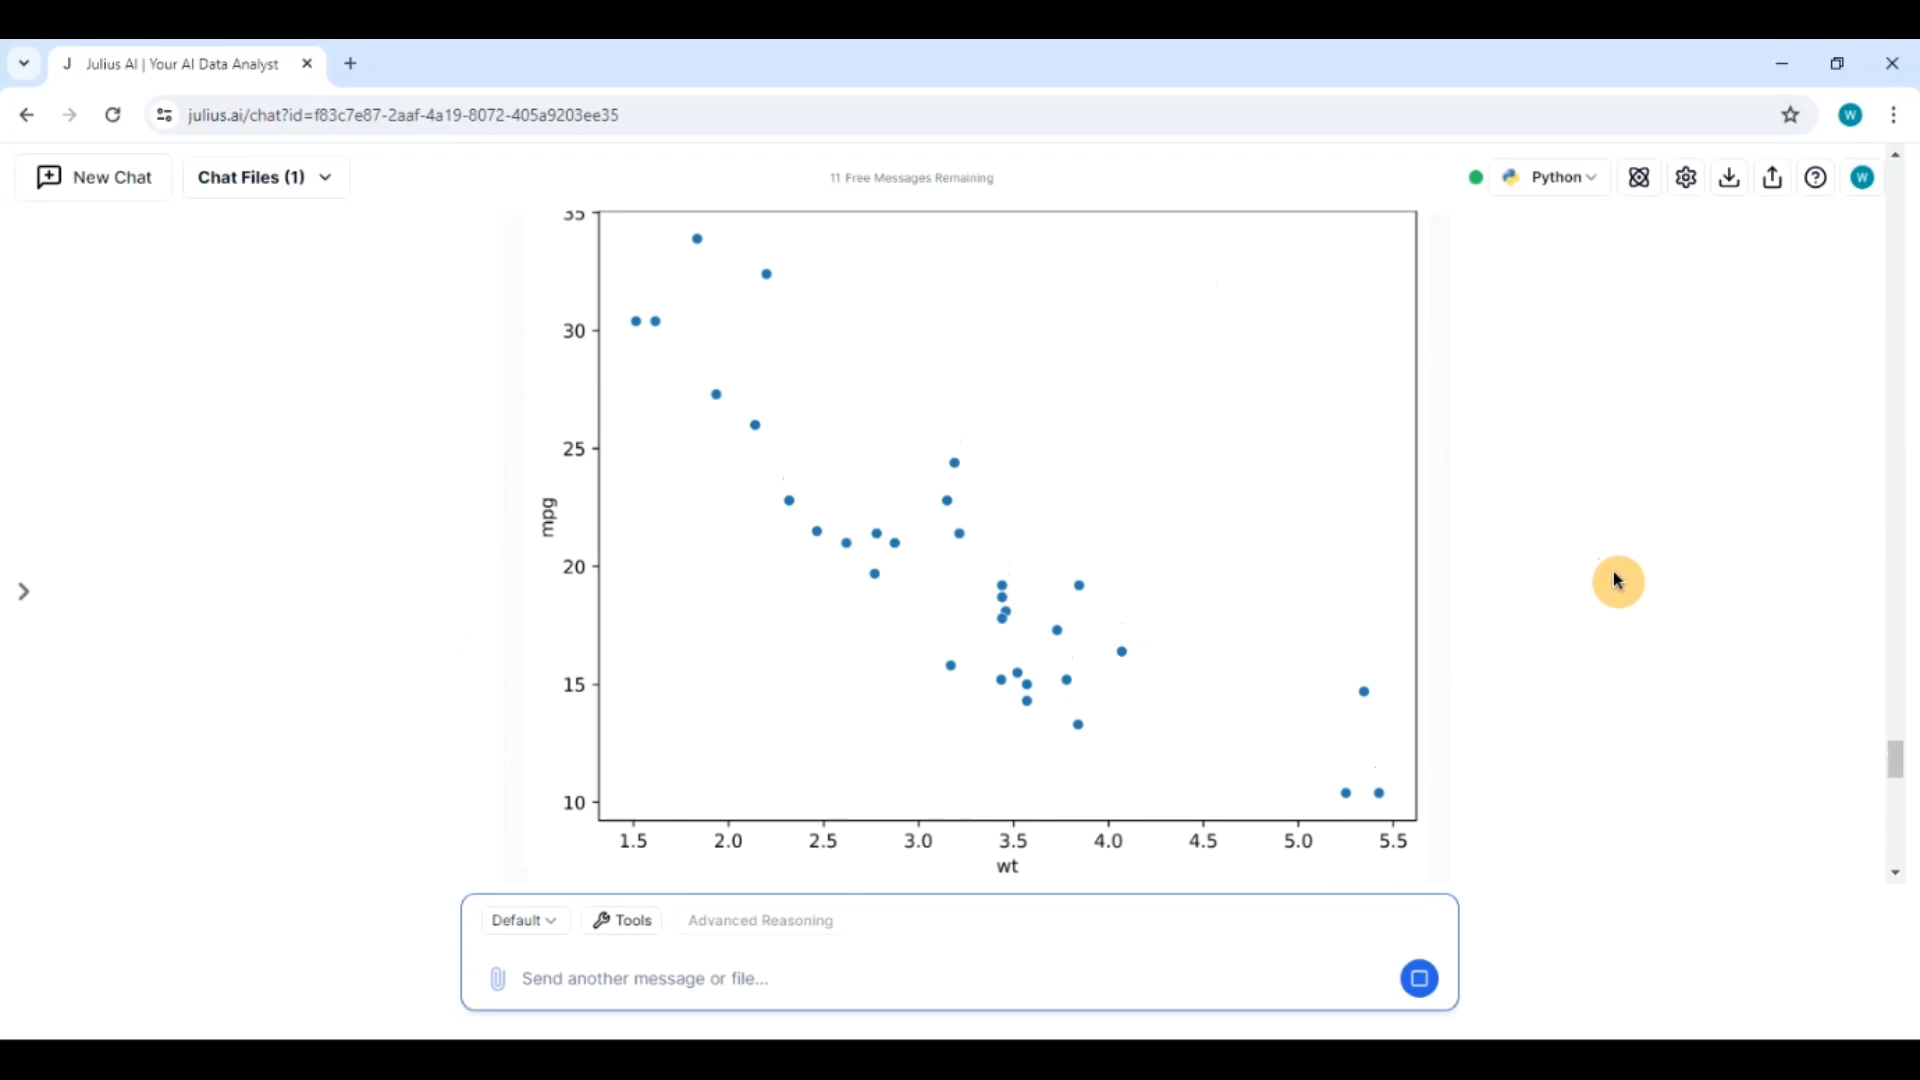 J Julius AI | Your AI Data Analyst
julius.ai/chat?id=f83c7e87-2aaf-4a19-8072-405a9203ee35
W
New Chat
Chat Files (1)
11 Free Messages Remaining
Python
W
35
30
25
20
15
10
mpg
1.5 2.0 2.5 3.0 3.5 4.0 4.5 5.0 5.5
wt
Default
Tools
Advanced Reasoning
Send another message or file...